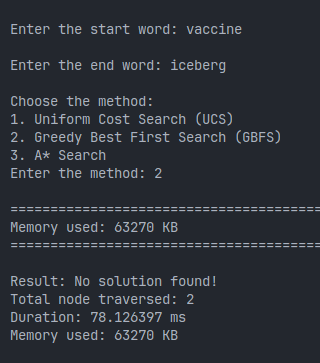 Enter the start word: vaccine
Enter the end word: iceberg
Choose the method:
1. Uniform Cost Search (UCS)
2. Greedy Best First Search (GBFS)
3. A* Search
Enter the method: 2
=======================================
Memory used: 63270 KB
=======================================
Result: No solution found!
Total node traversed: 2
Duration: 78.126397 ms
Memory used: 63270 KB